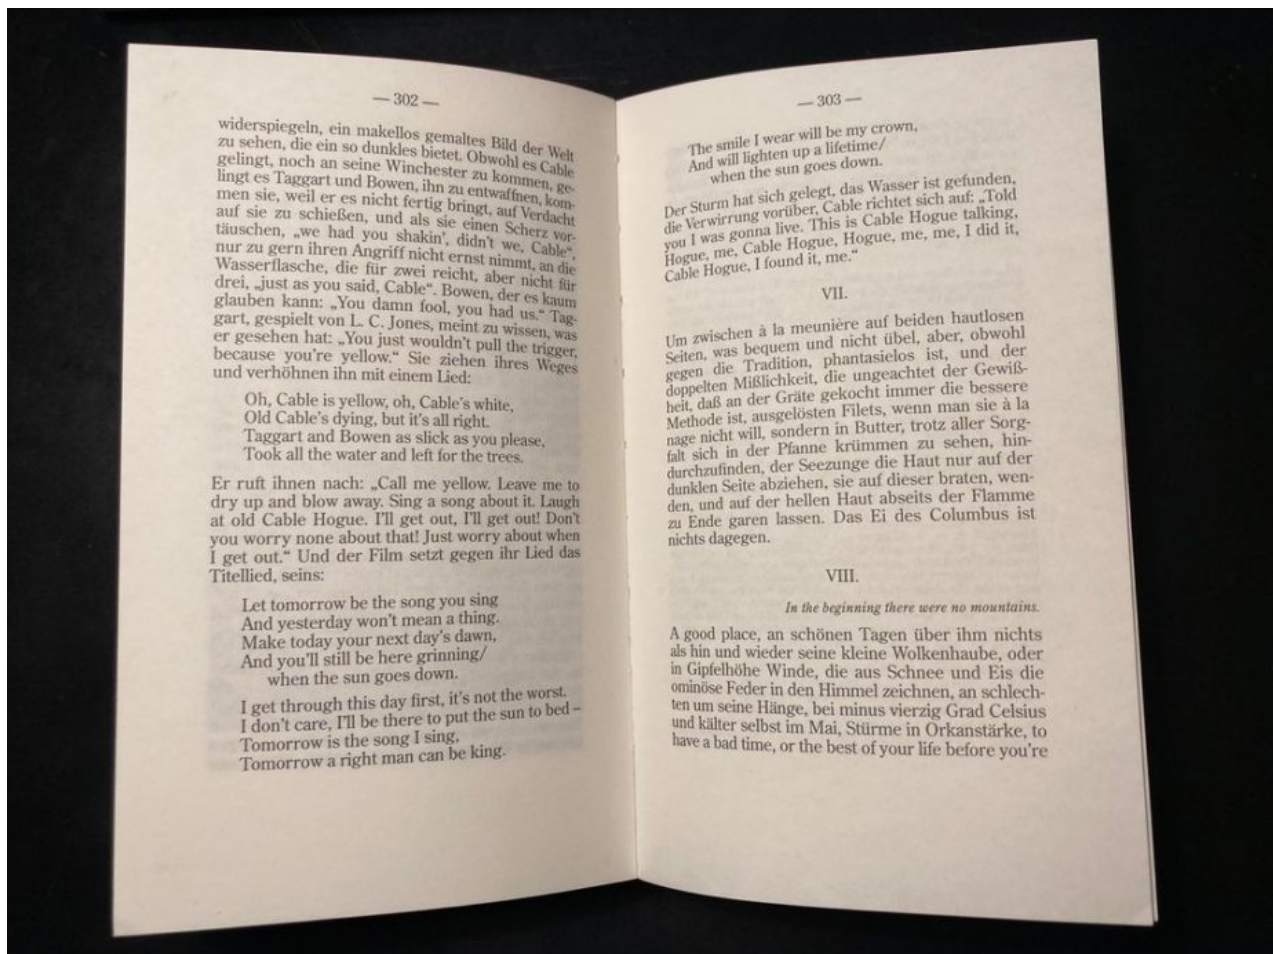 — 302 —
widerspiegeln, ein makellos gemaltes Bild der Welt
zu sehen, die ein so dunkles bietet. Obwohl es Cable
gelingt, noch an seine Winchester zu kommen, ge-
lingt es Taggart und Bowen, ihn zu entwaffnen, kom-
men sie, weil er es nicht fertig bringt, auf Verdacht
auf sie zu schießen, und als sie einen Scherz vor-
täuschen, „we had you shakin', didn't we, Cable“,
nur zu gern ihren Angriff nicht ernst nimmt, an die
Wasserflasche, die für zwei reicht, aber nicht für
drei, „just as you said, Cable“. Bowen, der es kaum
glauben kann: „You damn fool, you had us.“ Tag-
gart, gespielt von L. C. Jones, meint zu wissen, was
er gesehen hat: „You just wouldn't pull the trigger,
because you're yellow.“ Sie ziehen ihres Weges
und verhöhnen ihn mit einem Lied:
Oh, Cable is yellow, oh, Cable's white,
Old Cable's dying, but it's all right.
Taggart and Bowen as slick as you please,
Took all the water and left for the trees.
Er ruft ihnen nach: „Call me yellow. Leave me to
dry up and blow away. Sing a song about it. Laugh
at old Cable Hogue. I'll get out, I'll get out! Don't
you worry none about that! Just worry about when
I get out.“ Und der Film setzt gegen ihr Lied das
Titellied, seins:
Let tomorrow be the song you sing
And yesterday won't mean a thing.
Make today your next day's dawn,
And you'll still be here grinning/
when the sun goes down.
I get through this day first, it's not the worst.
I don't care, I'll be there to put the sun to bed –
Tomorrow is the song I sing,
Tomorrow a right man can be king.
— 303 —
The smile I wear will be my crown,
And will lighten up a lifetime/
when the sun goes down.
Der Sturm hat sich gelegt, das Wasser ist gefunden,
die Verwirrung vorüber, Cable richtet sich auf: „Told
you I was gonna live. This is Cable Hogue talking,
Hogue, me, Cable Hogue, Hogue, me, me, I did it,
Cable Hogue, I found it, me.“
VII.
Um zwischen à la meunière auf beiden hautlosen
Seiten, was bequem und nicht übel, aber, obwohl
gegen die Tradition, phantasielos ist, und der
doppelten Mißlichkeit, die ungeachtet der Gewiß-
heit, daß an der Gräte gekocht immer die bessere
Methode ist, ausgelösten Filets, wenn man sie à la
nage nicht will, sondern in Butter, trotz aller Sorg-
falt sich in der Pfanne krümmen zu sehen, hin-
durchzufinden, der Seezunge die Haut nur auf der
dunklen Seite abziehen, sie auf dieser braten, wen-
den, und auf der hellen Haut abseits der Flamme
zu Ende garen lassen. Das Ei des Columbus ist
nichts dagegen.
VIII.
In the beginning there were no mountains.
A good place, an schönen Tagen über ihm nichts
als hin und wieder seine kleine Wolkenhaube, oder
in Gipfelhöhe Winde, die aus Schnee und Eis die
ominöse Feder in den Himmel zeichnen, an schlech-
ten um seine Hänge, bei minus vierzig Grad Celsius
und kälter selbst im Mai, Stürme in Orkanstärke, to
have a bad time, or the best of your life before you're